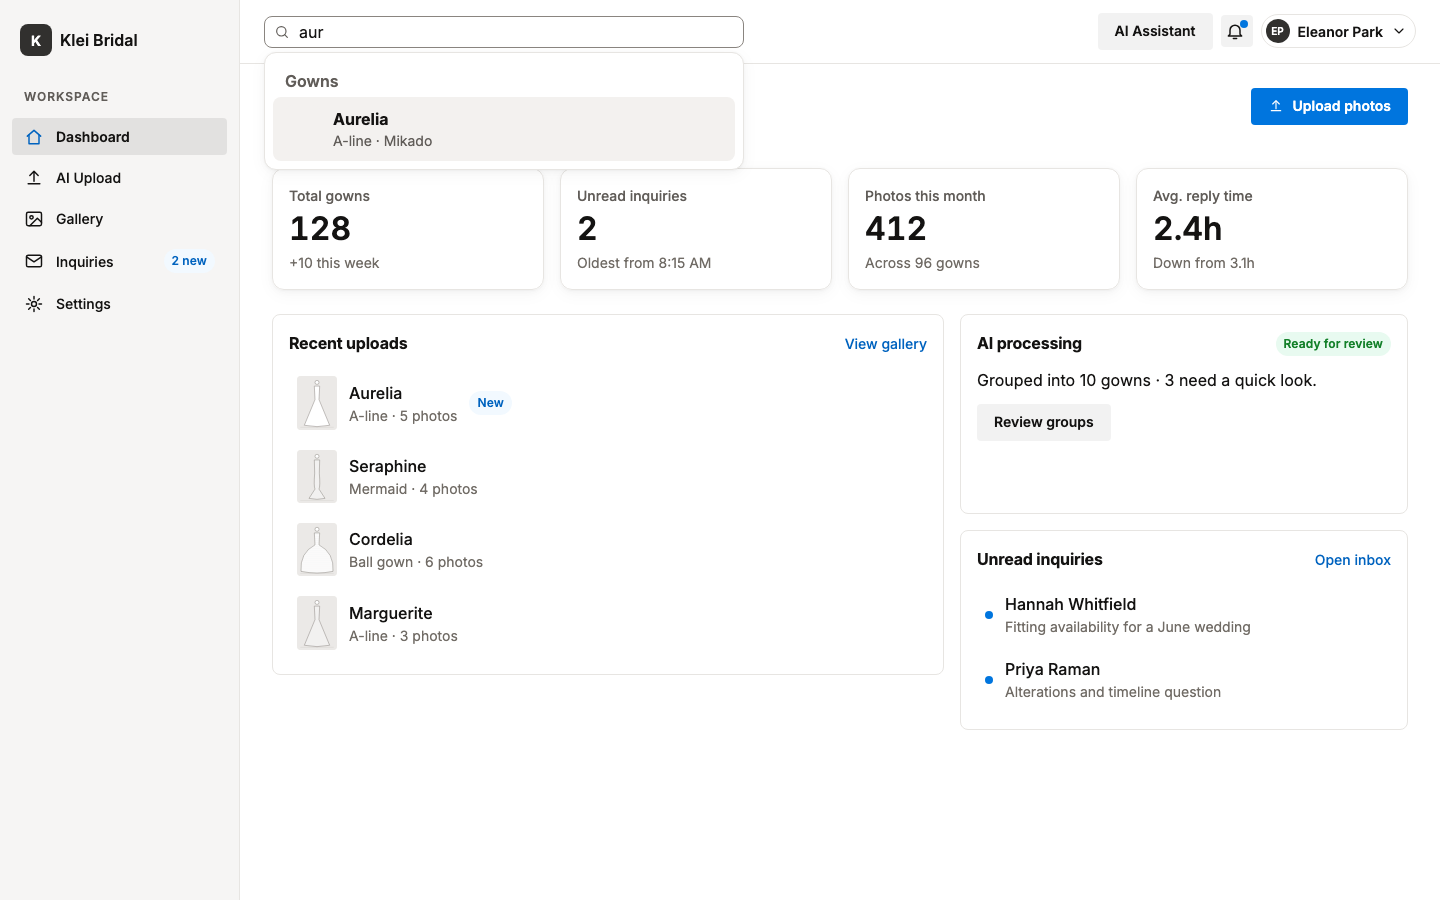 K Klei Bridal
WORKSPACE
Dashboard
AI Upload
Gallery
Inquiries 2 new
Settings
aur
AI Assistant
EP Eleanor Park
Gowns
Aurelia
A-line · Mikado
Upload photos
Total gowns
128
+10 this week
Unread inquiries
2
Oldest from 8:15 AM
Photos this month
412
Across 96 gowns
Avg. reply time
2.4h
Down from 3.1h
Recent uploads View gallery
Aurelia
A-line · 5 photos
New
Seraphine
Mermaid · 4 photos
Cordelia
Ball gown · 6 photos
Marguerite
A-line · 3 photos
AI processing Ready for review
Grouped into 10 gowns · 3 need a quick look.
Review groups
Unread inquiries Open inbox
Hannah Whitfield
Fitting availability for a June wedding
Priya Raman
Alterations and timeline question